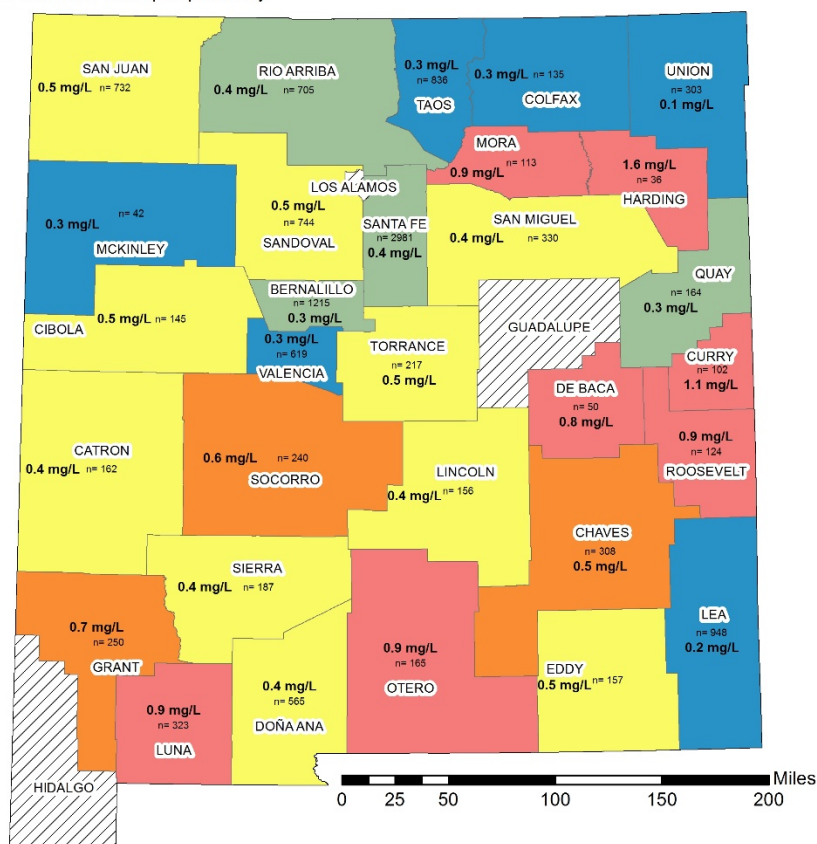 SAN JUAN
0.5 mg/L n= 732
RIO ARRIBA
0.4 mg/L n= 705
0.3 mg/L
n= 836
TAOS
0.3 mg/L n= 135
COLFAX
UNION
n= 303
0.1 mg/L
MORA
n= 113
0.9 mg/L
1.6 mg/L
n= 36
HARDING
LOS ALAMOS
0.5 mg/L
n= 744
SANDOVAL
SANTA FE
n= 2981
0.4 mg/L
SAN MIGUEL
0.4 mg/L n= 330
n= 42
0.3 mg/L
MCKINLEY
QUAY
n= 164
0.3 mg/L
BERNALILLO
n= 1215
0.3 mg/L
0.5 mg/L n= 145
CIBOLA
0.3 mg/L
n= 619
VALENCIA
TORRANCE
n= 217
0.5 mg/L
GUADALUPE
CURRY
n= 102
1.1 mg/L
DE BACA
n= 50
0.8 mg/L
0.9 mg/L
n= 124
ROOSEVELT
CATRON
0.4 mg/L n= 162
0.6 mg/L n= 240
SOCORRO
LINCOLN
0.4 mg/L n= 156
CHAVES
n= 308
0.5 mg/L
SIERRA
0.4 mg/L n= 187
LEA
n= 948
0.2 mg/L
0.7 mg/L
n= 250
GRANT
0.9 mg/L
n= 165
OTERO
EDDY
0.5 mg/L n= 157
0.4 mg/L
n= 565
DOÑA ANA
0.9 mg/L
n= 323
LUNA
HIDALGO
Miles
0 25 50 100 150 200